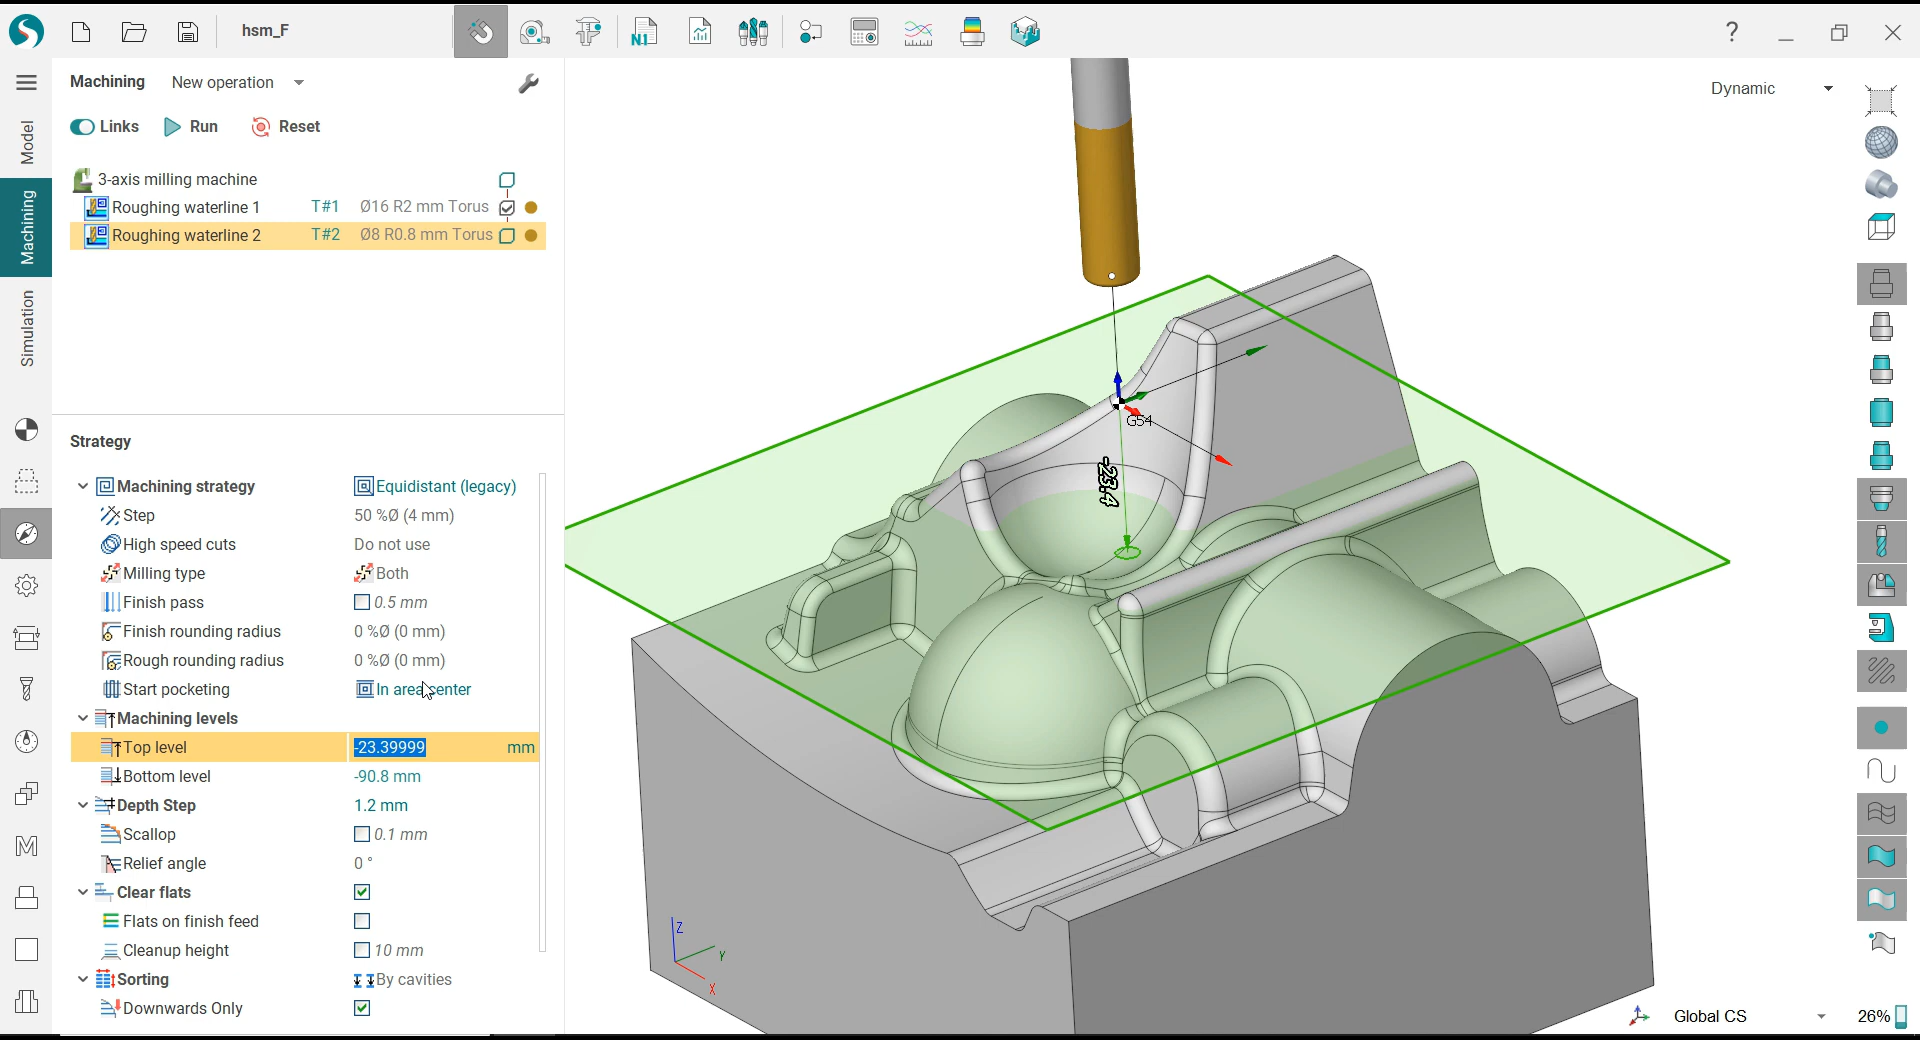 hsm_F
N1
?
Machining New operation
Links Run Reset
Model
Machining
Simulation
3-axis milling machine
Roughing waterline 1 T#1 Ø16 R2 mm Torus
Roughing waterline 2 T#2 Ø8 R0.8 mm Torus
Strategy
Machining strategy Equidistant (legacy)
Step 50 %Ø (4 mm)
High speed cuts Do not use
Milling type Both
Finish pass 0.5 mm
Finish rounding radius 0 %Ø (0 mm)
Rough rounding radius 0 %Ø (0 mm)
Start pocketing In area center
Machining levels
Top level -23.39999 mm
Bottom level -90.8 mm
Depth Step 1.2 mm
Scallop 0.1 mm
Relief angle 0 °
Clear flats
Flats on finish feed
Cleanup height 10 mm
Sorting By cavities
Downwards Only
Dynamic
G54
-23.4
Z
Y
X
Global CS 26%